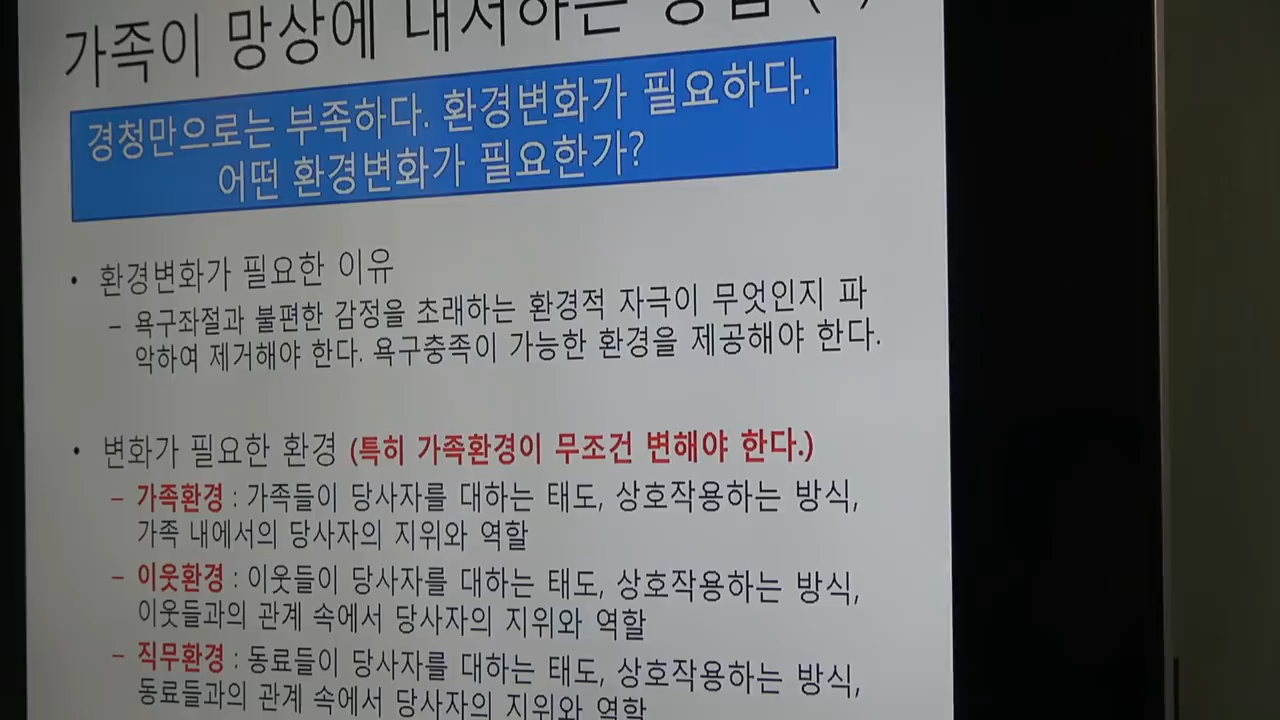 가족이 망상에 대처하는 방법
경청만으로는 부족하다. 환경변화가 필요하다.
어떤 환경변화가 필요한가?
• 환경변화가 필요한 이유
– 욕구좌절과 불편한 감정을 초래하는 환경적 자극이 무엇인지 파
악하여 제거해야 한다. 욕구충족이 가능한 환경을 제공해야 한다.
• 변화가 필요한 환경 (특히 가족환경이 무조건 변해야 한다.)
– 가족환경 : 가족들이 당사자를 대하는 태도, 상호작용하는 방식,
가족 내에서의 당사자의 지위와 역할
– 이웃환경 : 이웃들이 당사자를 대하는 태도, 상호작용하는 방식,
이웃들과의 관계 속에서 당사자의 지위와 역할
– 직무환경 : 동료들이 당사자를 대하는 태도, 상호작용하는 방식,
동료들과의 관계 속에서 당사자의 지위와 역할